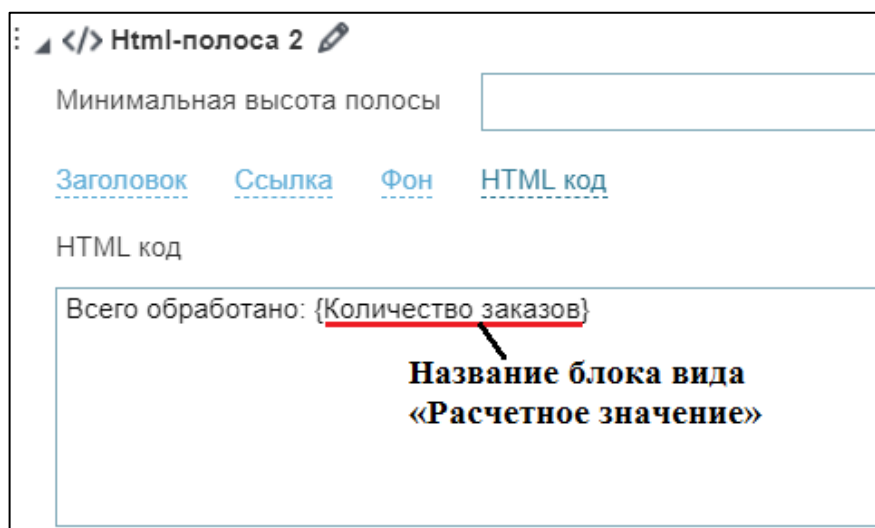 </> Html-полоса 2
Минимальная высота полосы
Заголовок Ссылка Фон HTML код
HTML код
Всего обработано: {Количество заказов}
Название блока вида
«Расчетное значение»